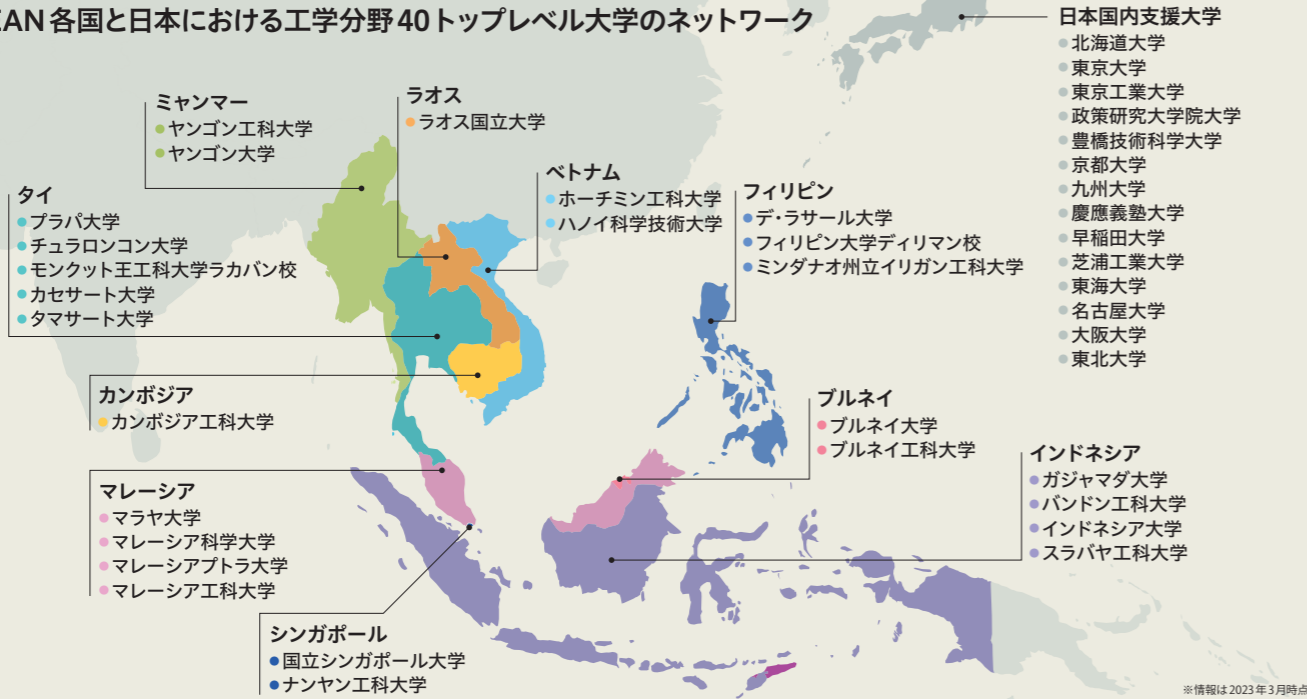 EAN 各国と日本における工学分野 40 トップレベル大学のネットワーク
日本国内支援大学
北海道大学
東京大学
東京工業大学
政策研究大学院大学
豊橋技術科学大学
京都大学
九州大学
慶應義塾大学
早稲田大学
芝浦工業大学
東海大学
名古屋大学
大阪大学
東北大学
ミャンマー
ヤンゴン工科大学
ヤンゴン大学
ラオス
ラオス国立大学
ベトナム
ホーチミン工科大学
ハノイ科学技術大学
フィリピン
デ・ラサール大学
フィリピン大学ディリマン校
ミンダナオ州立イリガン工科大学
タイ
ブラパ大学
チュラロンコン大学
モンクット王工科大学ラカバン校
カセサート大学
タマサート大学
カンボジア
カンボジア工科大学
ブルネイ
ブルネイ大学
ブルネイ工科大学
マレーシア
マラヤ大学
マレーシア科学大学
マレーシアプトラ大学
マレーシア工科大学
インドネシア
ガジャマダ大学
バンドン工科大学
インドネシア大学
スラバヤ工科大学
シンガポール
国立シンガポール大学
ナンヤン工科大学
※情報は2023年3月時点